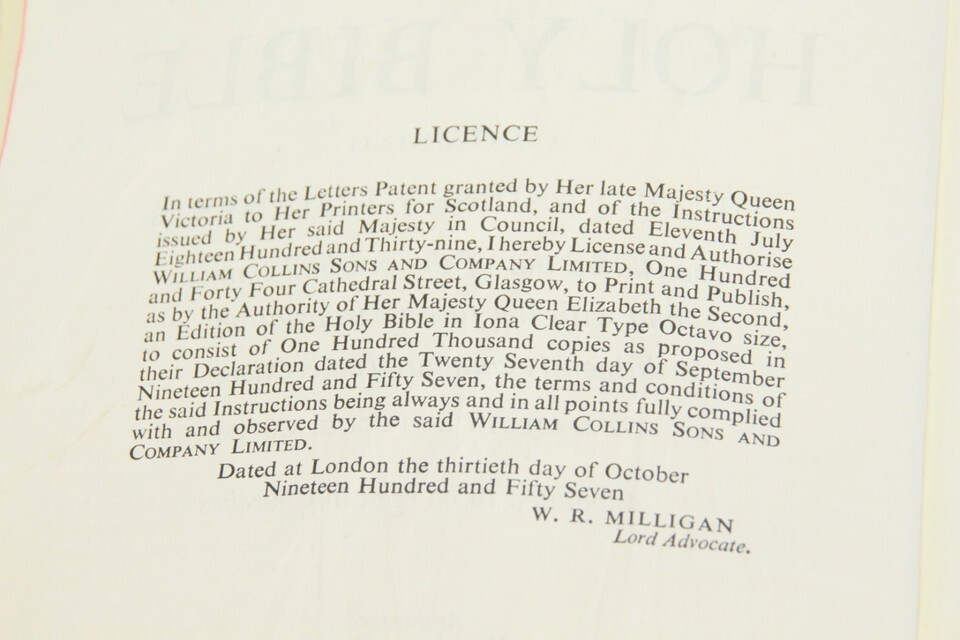 HOLY BIBLE
LICENCE
In terms of the Letters Patent granted by Her late Majesty Queen
Victoria to Her Printers for Scotland, and of the Instructions
issued by Her said Majesty in Council, dated Eleventh July
Eighteen Hundred and Thirty-nine, I hereby License and Authorise
WILLIAM COLLINS SONS AND COMPANY LIMITED, One Hundred
and Forty Four Cathedral Street, Glasgow, to Print and Publish,
as by the Authority of Her Majesty Queen Elizabeth the Second,
an Edition of the Holy Bible in Iona Clear Type Octavo size,
to consist of One Hundred Thousand copies as proposed in
their Declaration dated the Twenty Seventh day of September
Nineteen Hundred and Fifty Seven, the terms and conditions of
the said Instructions being always and in all points fully complied
with and observed by the said WILLIAM COLLINS SONS AND
COMPANY LIMITED.
Dated at London the thirtieth day of October
Nineteen Hundred and Fifty Seven
W. R. MILLIGAN
Lord Advocate.